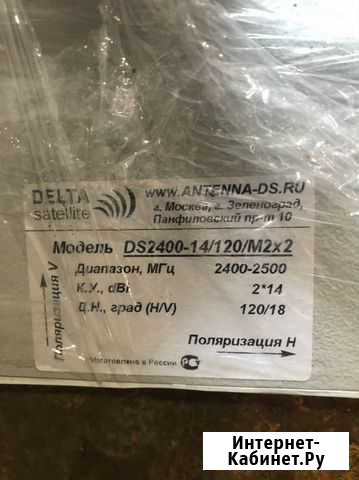 DELTA
satellite
www.ANTENNA-DS.RU
г. Москва, г. Зеленоград,
Панфиловский пр-т 10
Модель DS2400-14/120/M2x2
Диапазон, МГц 2400-2500
К.У., dBi 2*14
Д.Н., град (H/V) 120/18
Поляризация V
Поляризация H
Изготовлено в России
Интернет-
Кабинет.Ру